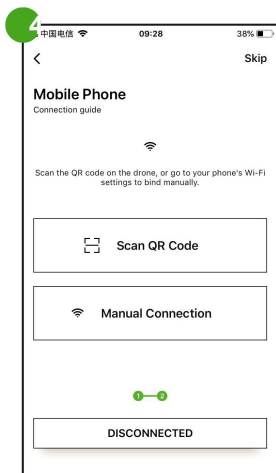 4
中国电信 09:28 38%
Skip
Mobile Phone
Connection guide
Scan the QR code on the drone, or go to your phone's Wi-Fi
settings to bind manually.
Scan QR Code
Manual Connection
1 2
DISCONNECTED